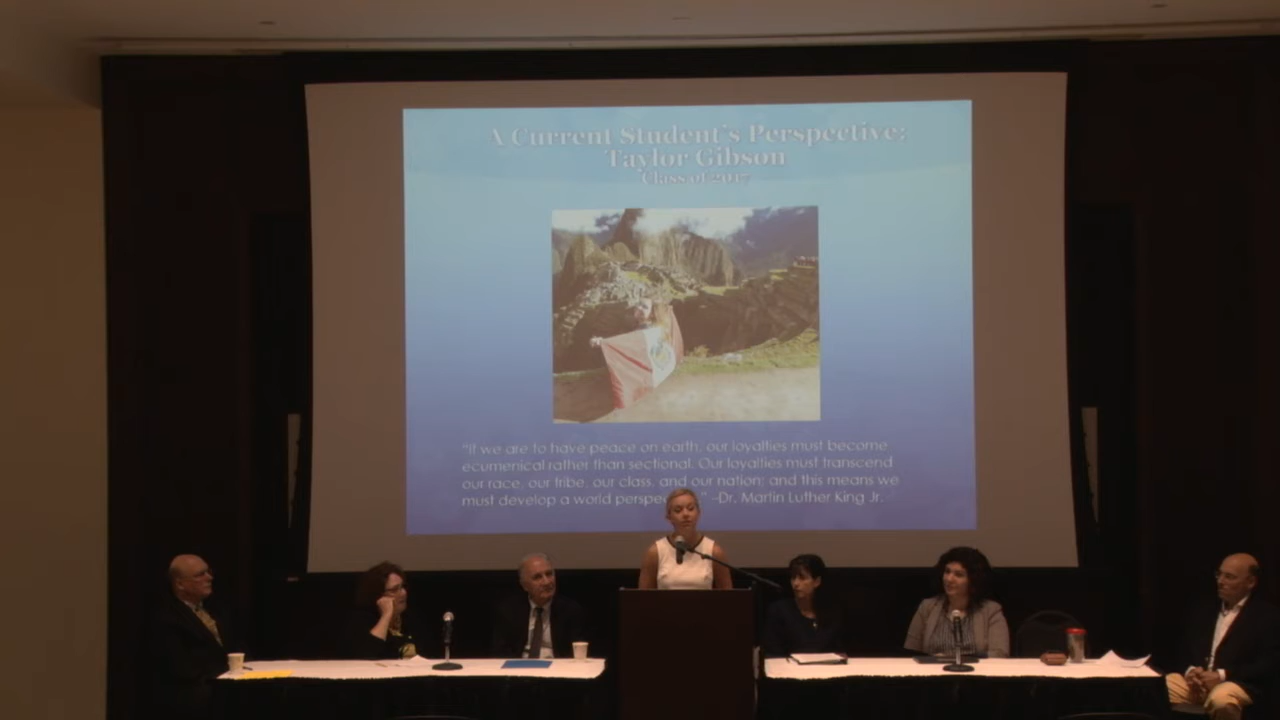 A Current Student's Perspective:
Taylor Gibson
Class of 2017
"If we are to have peace on earth, our loyalties must become
ecumenical rather than sectional. Our loyalties must transcend
our race, our tribe, our class, and our nation; and this means we
must develop a world perspec ." –Dr. Martin Luther King Jr.